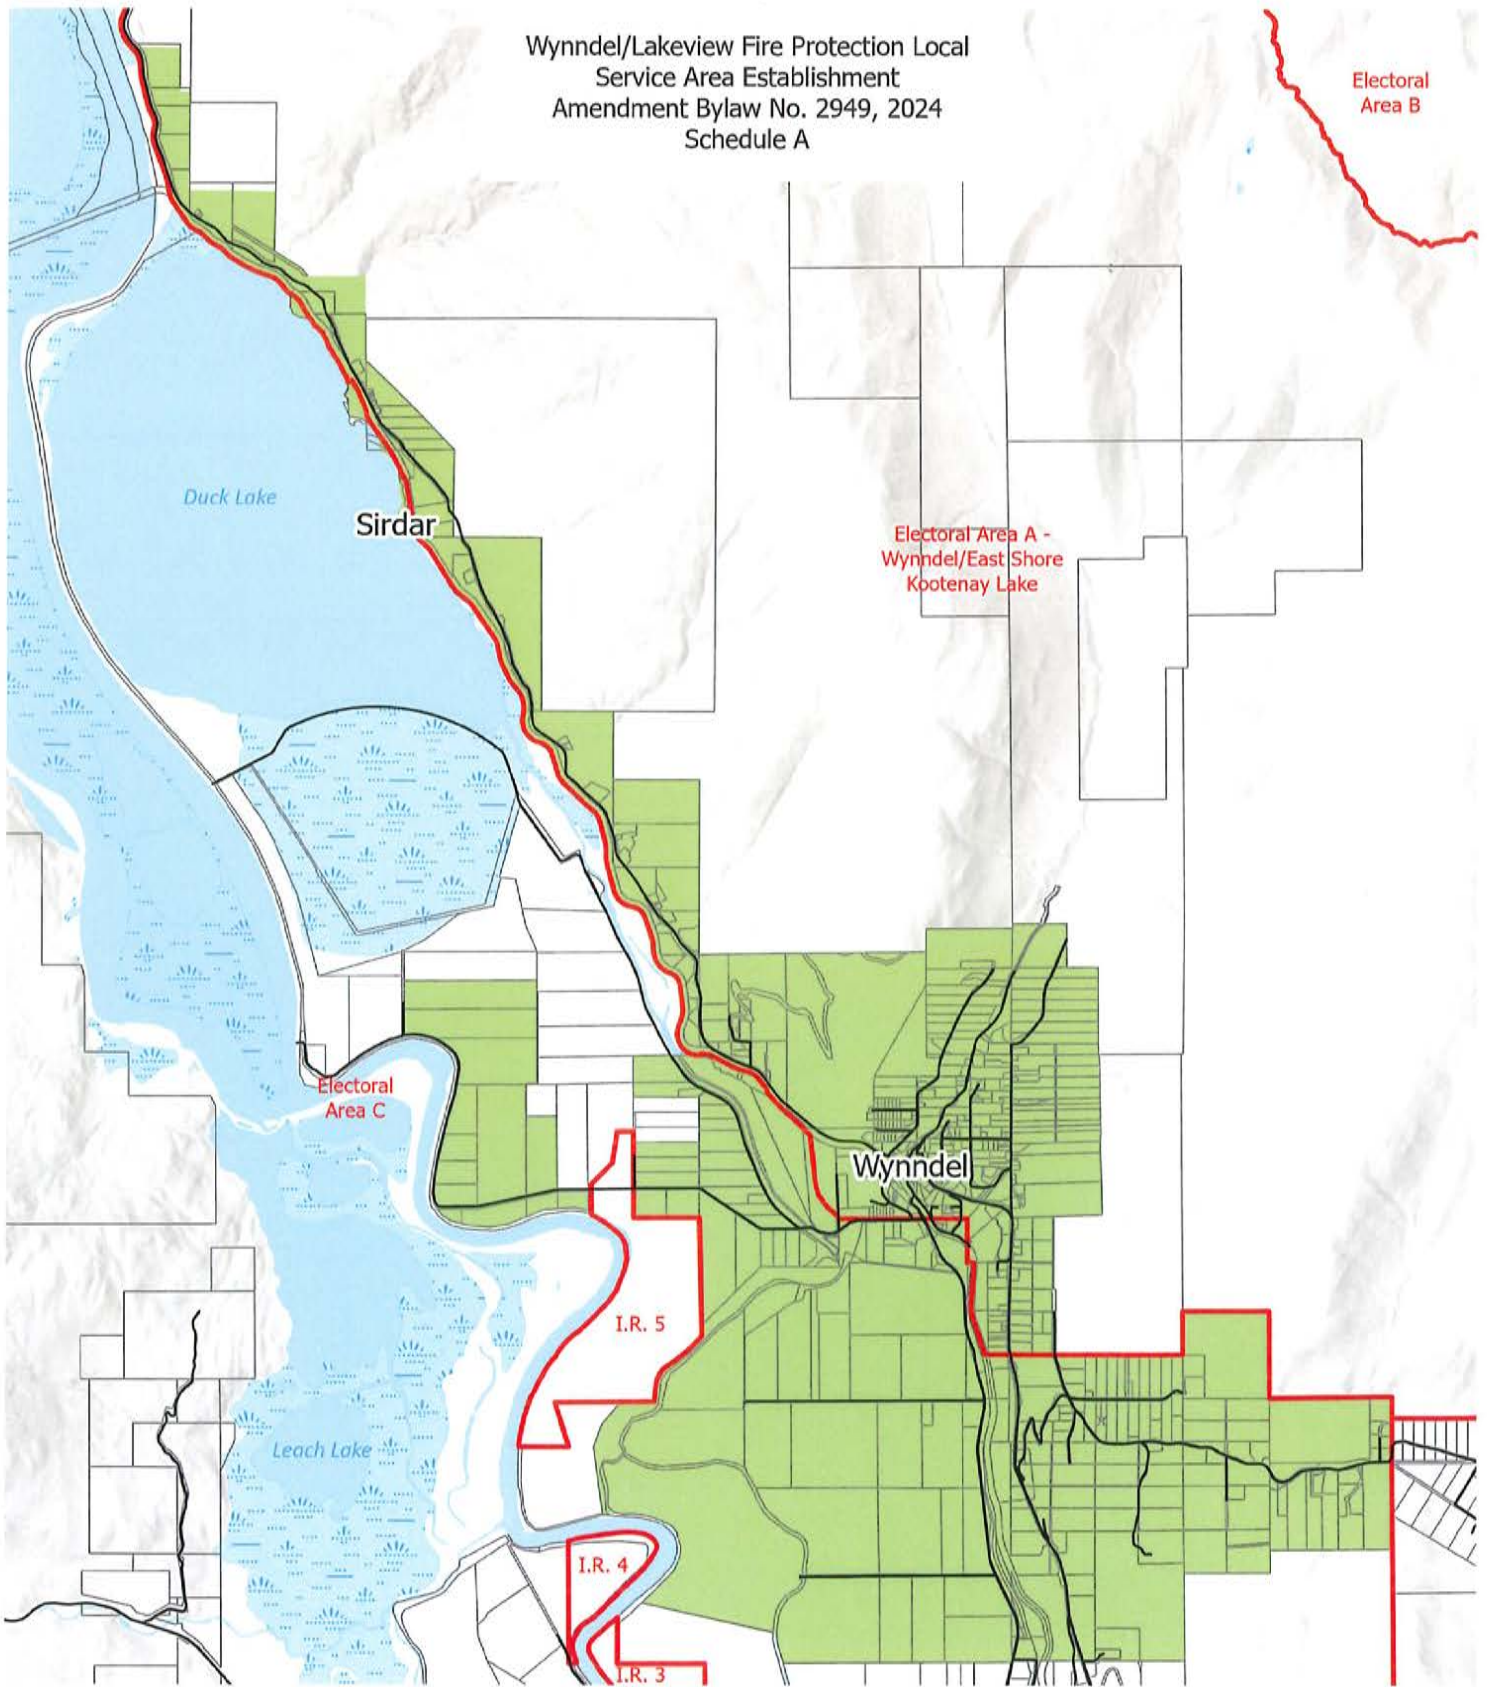 Wynndel/Lakeview Fire Protection Local
Service Area Establishment
Amendment Bylaw No. 2949, 2024
Schedule A
Electoral
Area B
Duck Lake
Sirdar
Electoral Area A -
Wynndel/East Shore
Kootenay Lake
Electoral
Area C
Wynndel
I.R. 5
Leach Lake
I.R. 4
I.R. 3